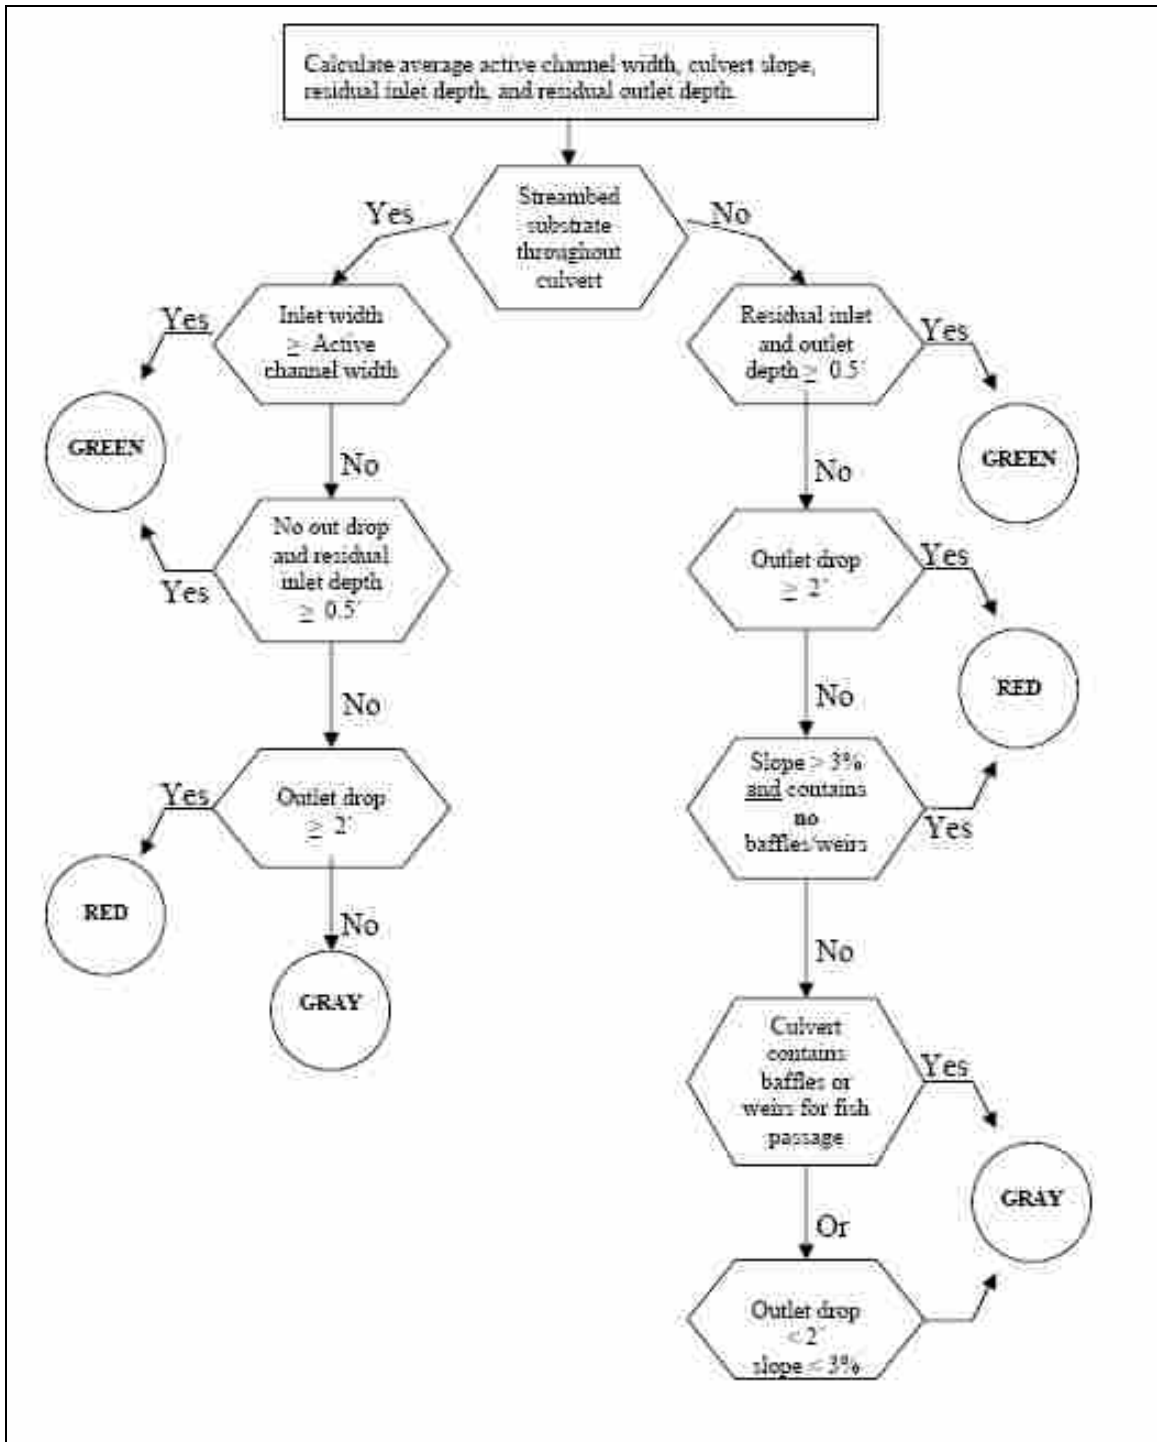 Calculate average active channel width, culvert slope,
residual inlet depth, and residual outlet depth.
Streambed
substrate
throughout
culvert
Yes
No
Inlet width
≥ Active
channel width
Yes
GREEN
No
No out drop
and residual
inlet depth
≥ 0.5´
Yes
No
Outlet drop
≥ 2´
Yes
RED
No
GRAY
Residual inlet
and outlet
depth ≥ 0.5´
Yes
GREEN
No
Outlet drop
≥ 2´
Yes
RED
No
Slope > 3%
and contains
no
baffles/weirs
Yes
No
Culvert
contains
baffles or
weirs for fish
passage
Yes
GRAY
Or
Outlet drop
< 2´
slope < 3%